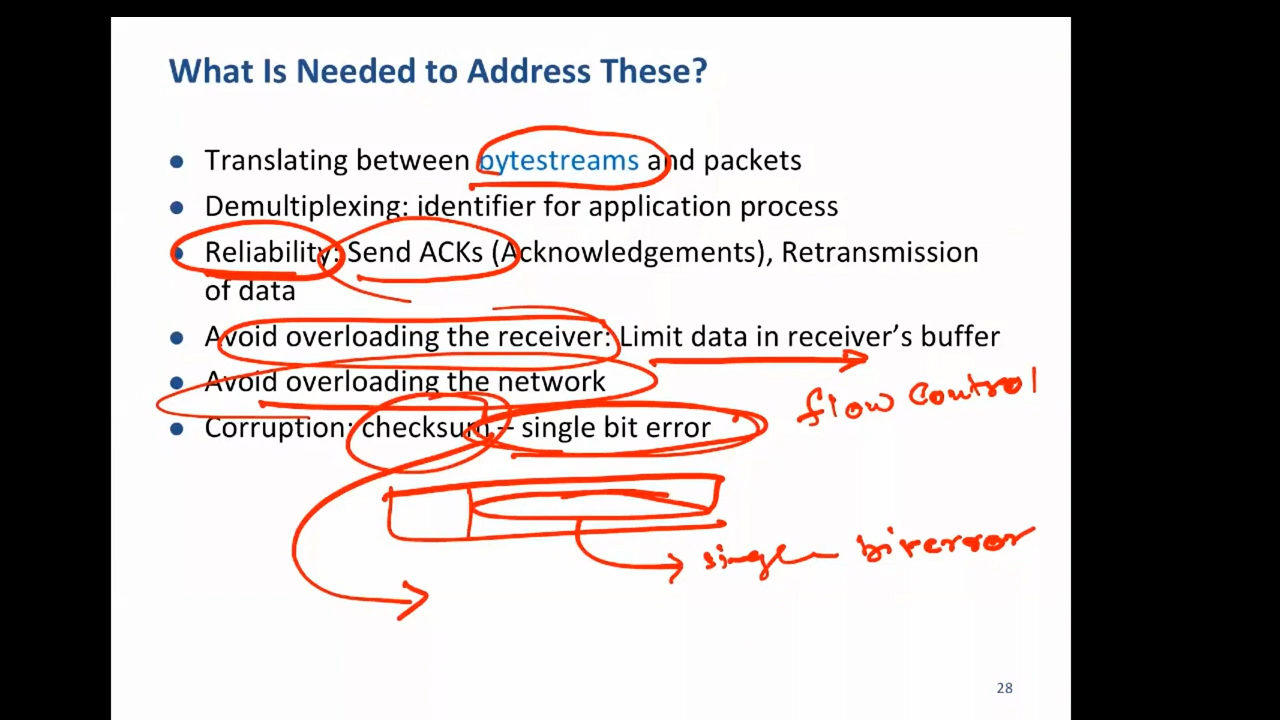 What Is Needed to Address These?
● Translating between bytestreams and packets
● Demultiplexing: identifier for application process
● Reliability: Send ACKs (Acknowledgements), Retransmission
of data
● Avoid overloading the receiver: Limit data in receiver's buffer
● Avoid overloading the network
flow control
● Corruption: checksum – single bit error
single bit error
28